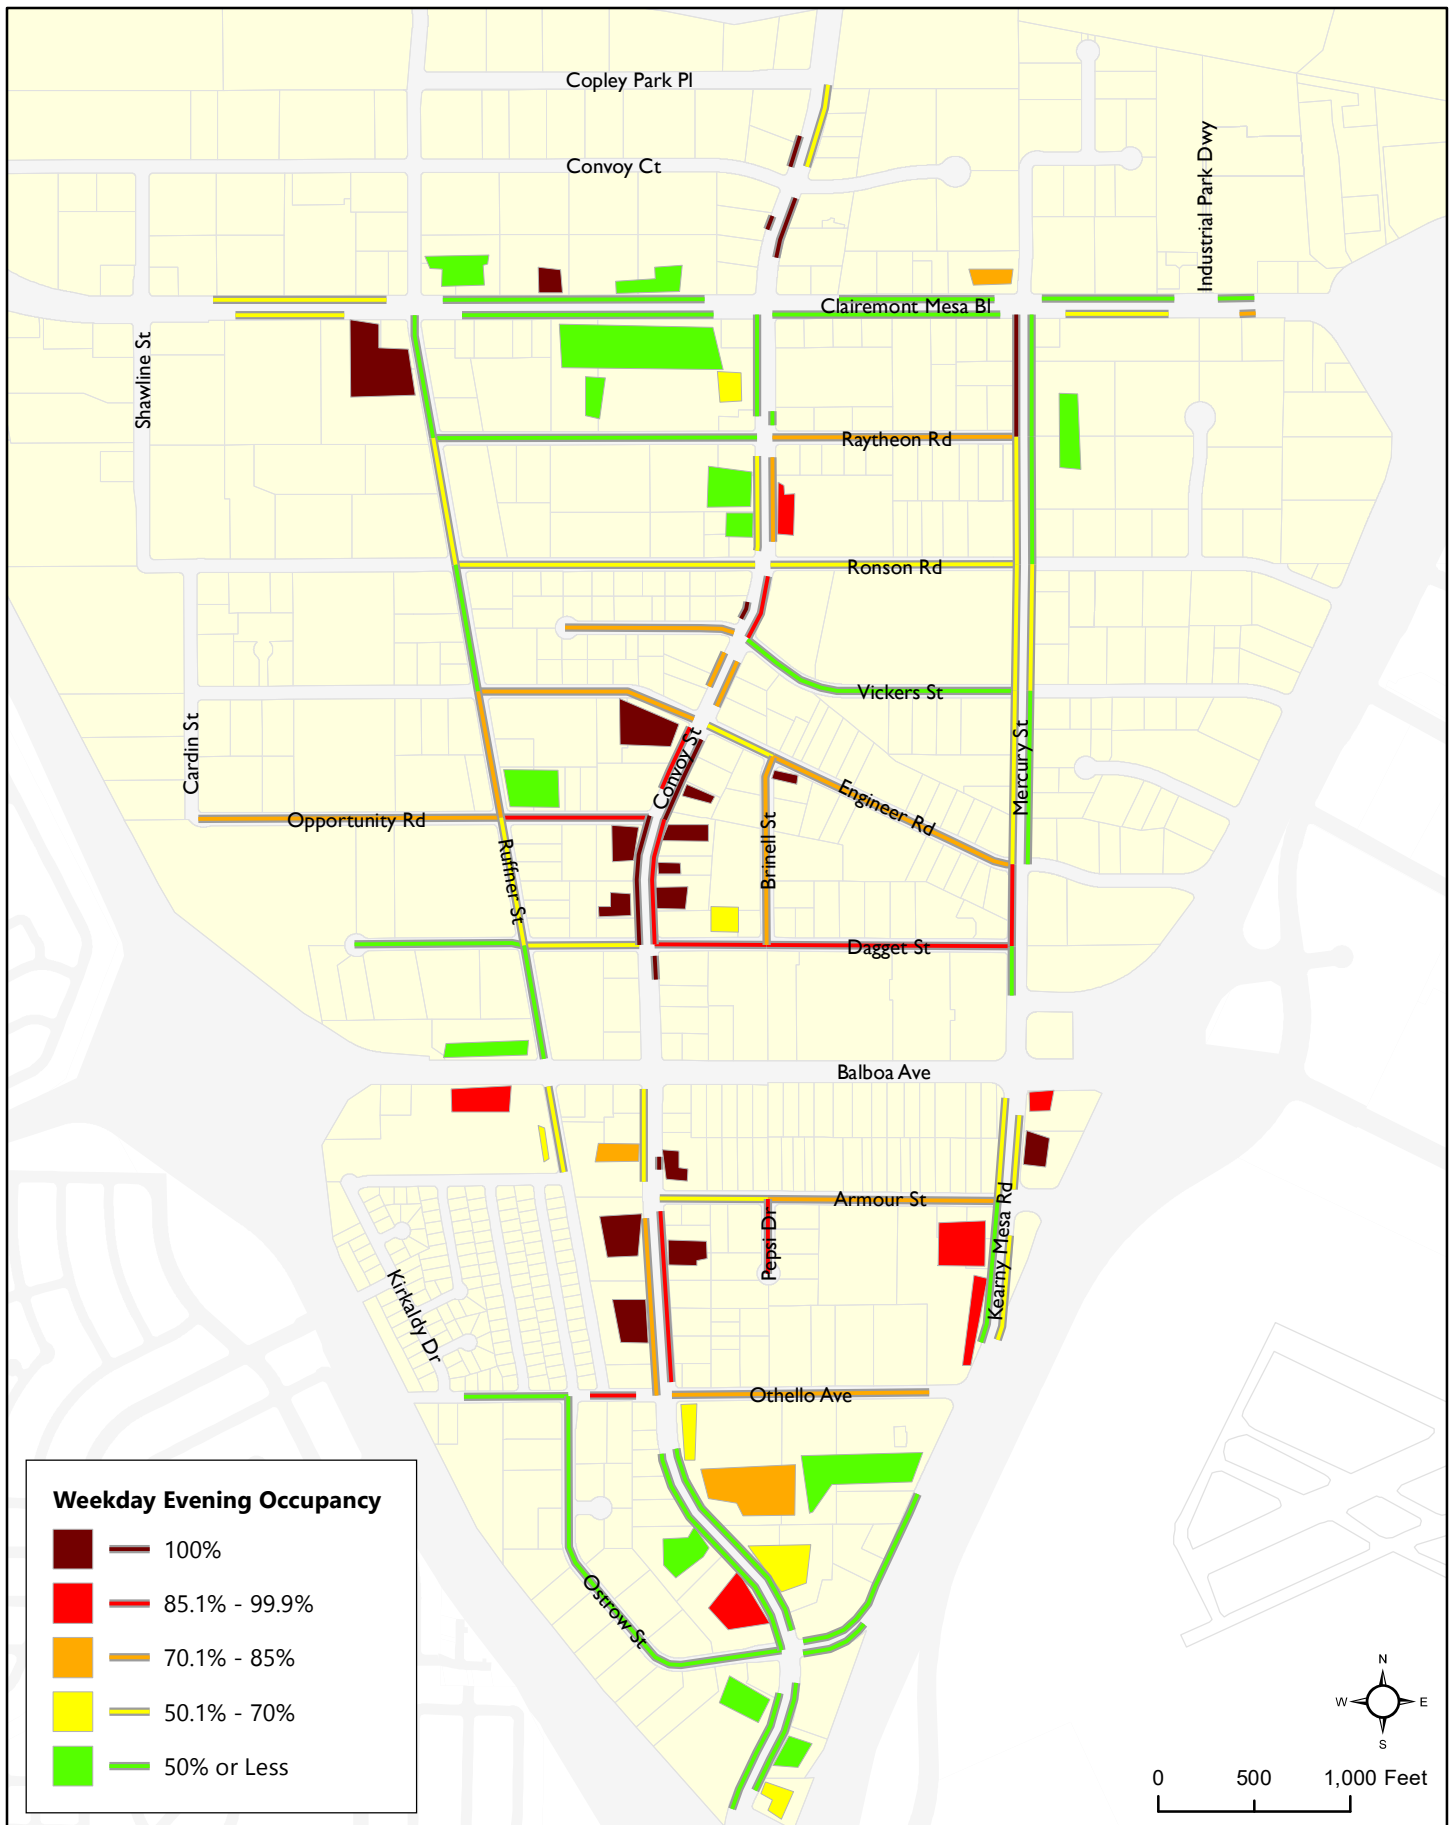 Copley Park Pl
Convoy Ct
Industrial Park Dwy
Clairemont Mesa Bl
Shawline St
Raytheon Rd
Ronson Rd
Vickers St
Cardin St
Convoy St
Mercury St
Engineer Rd
Opportunity Rd
Brinell St
Ruffner St
Dagget St
Balboa Ave
Armour St
Kearny Mesa Rd
Pepsi Dr
Kirkaldy Dr
Othello Ave
Ostrow St
Weekday Evening Occupancy
100%
85.1% - 99.9%
70.1% - 85%
50.1% - 70%
50% or Less
N
W E
S
0 500 1,000 Feet